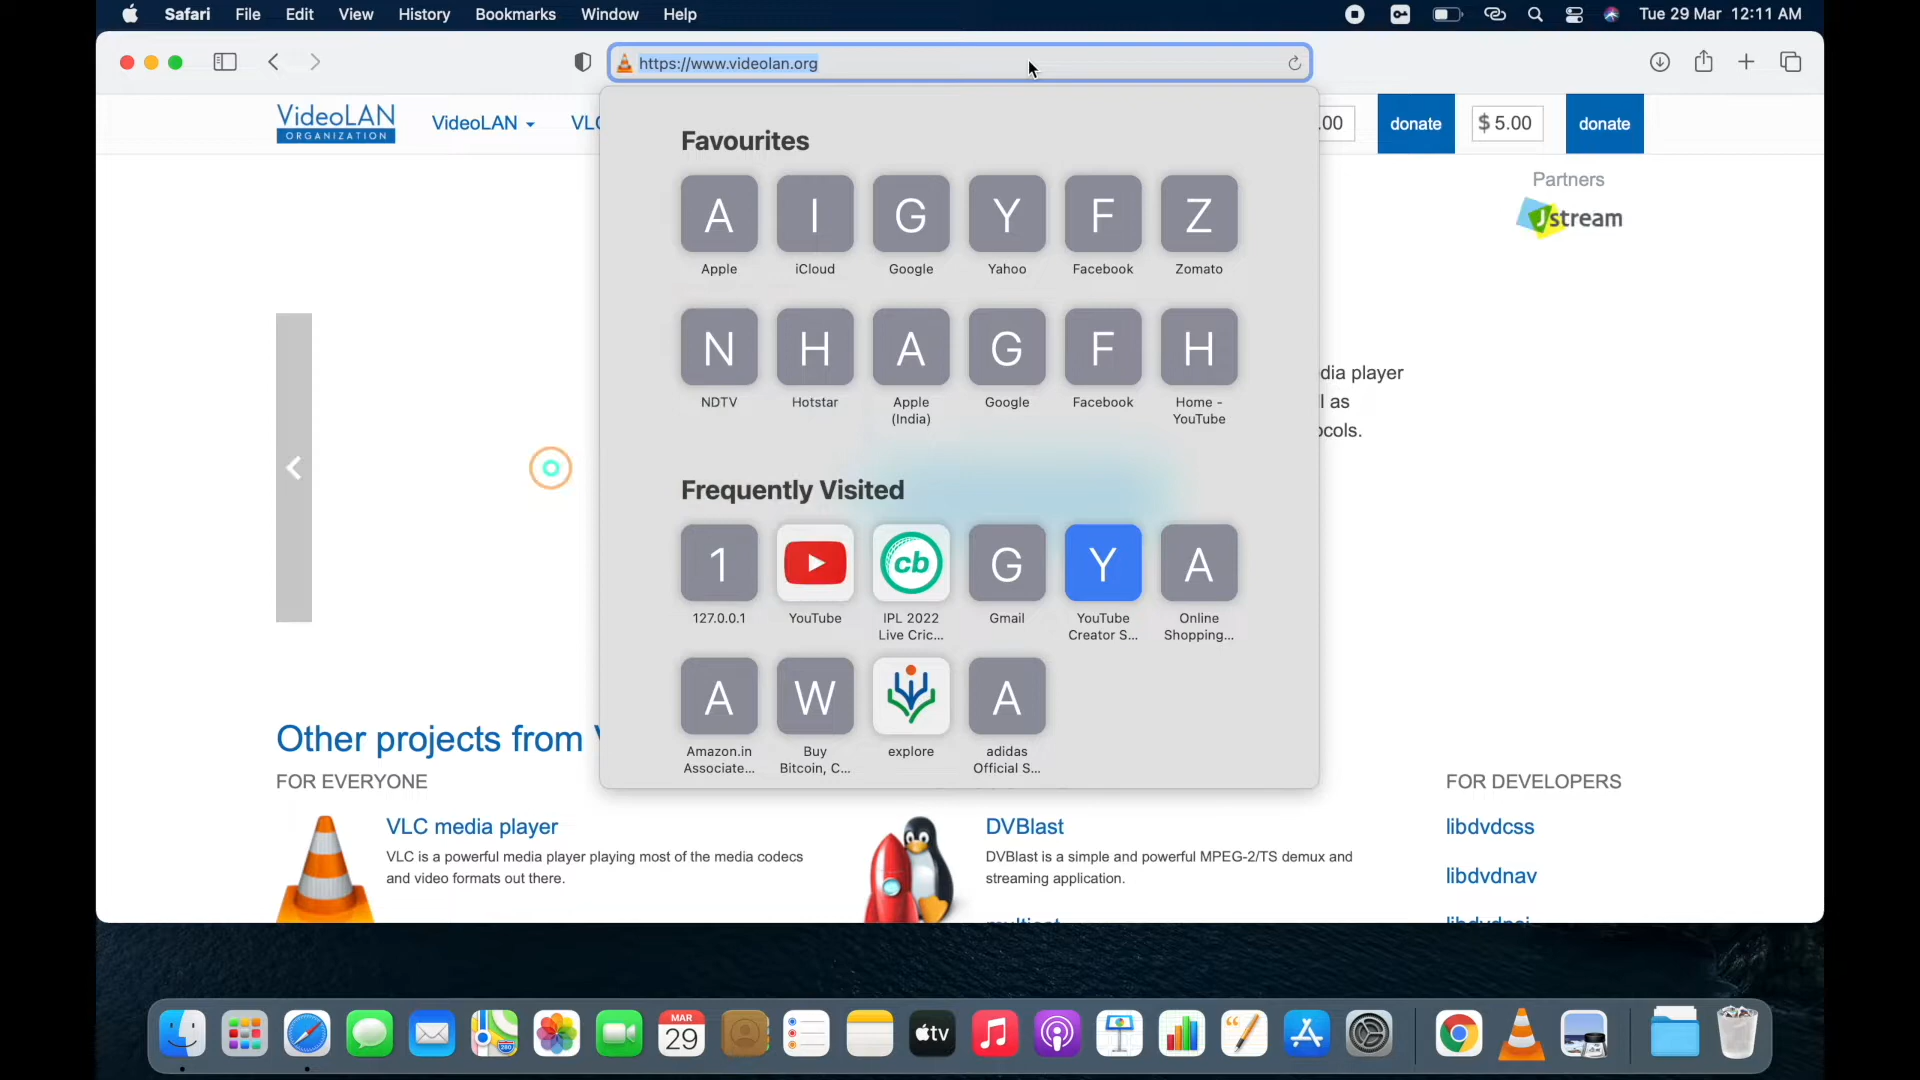 Safari File Edit View History Bookmarks Window Help Tue 29 Mar 12:11 AM
https://www.videolan.org
VideoLAN
ORGANIZATION
VideoLAN
VLC
.00
donate
$ 5.00
donate
Favourites
Partners
Jstream
A I G Y F Z
Apple iCloud Google Yahoo Facebook Zomato
N H A G F H
NDTV Hotstar Apple (India) Google Facebook Home - YouTube
dia player
l as
ocols.
Frequently Visited
1 cb G Y A
127.0.0.1 YouTube IPL 2022 Live Cric... Gmail YouTube Creator S... Online Shopping...
A W A
Amazon.in Associate... Buy Bitcoin, C... explore adidas Official S...
Other projects from
FOR EVERYONE
FOR DEVELOPERS
VLC media player
VLC is a powerful media player playing most of the media codecs
and video formats out there.
DVBlast
DVBlast is a simple and powerful MPEG-2/TS demux and
streaming application.
libdvdcss
libdvdnav
MAR
29
tv
280